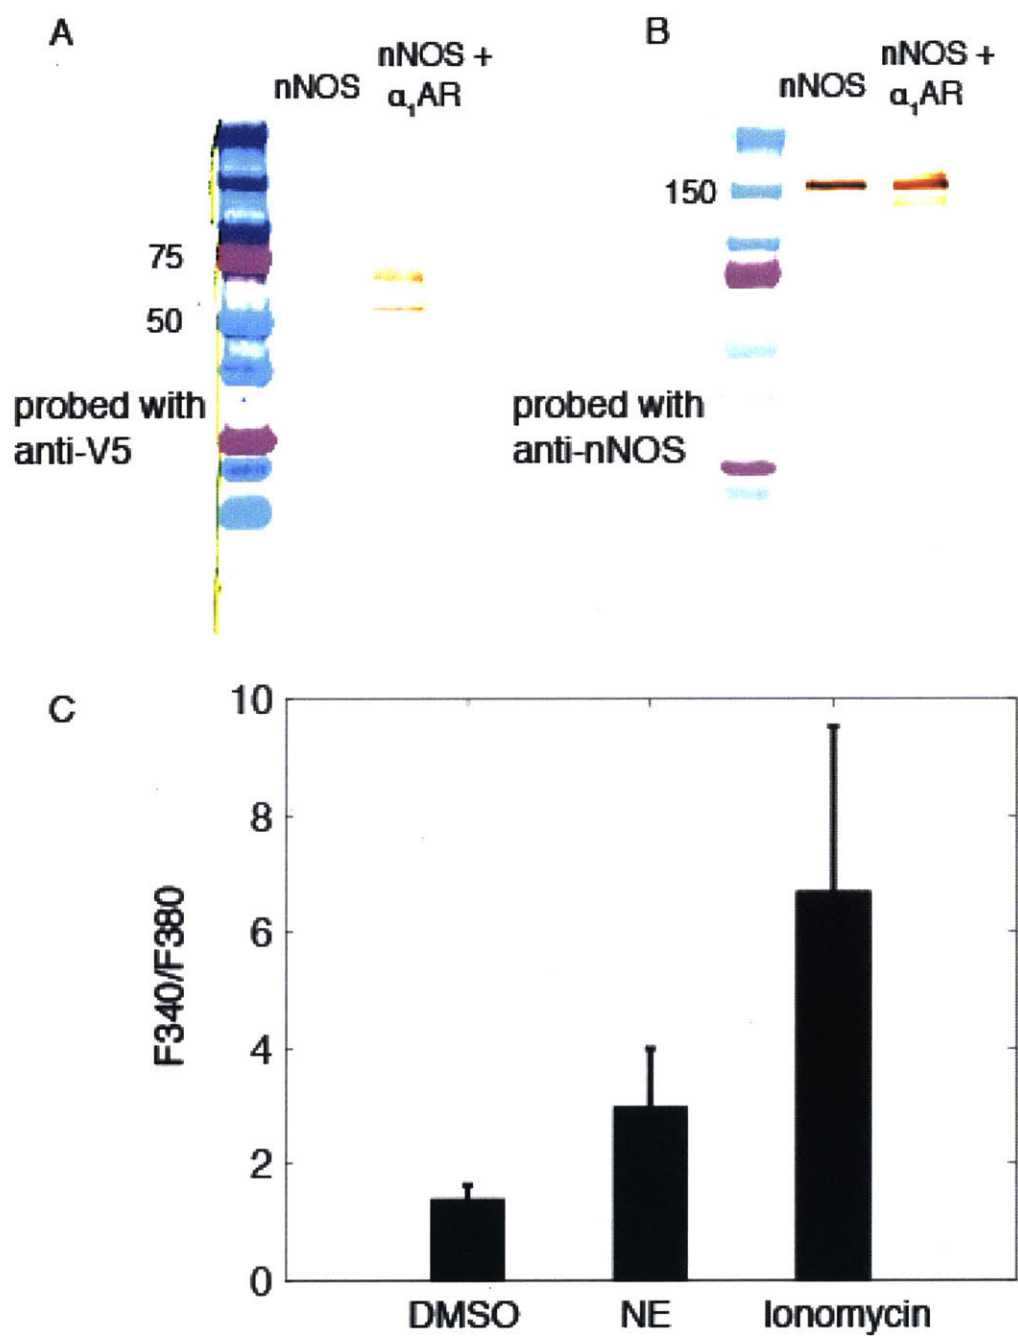 A
nNOS
nNOS +
α₁AR
75
50
probed with
anti-V5
B
nNOS
nNOS +
α₁AR
150
probed with
anti-nNOS
C
F340/F380
10
8
6
4
2
0
DMSO
NE
Ionomycin